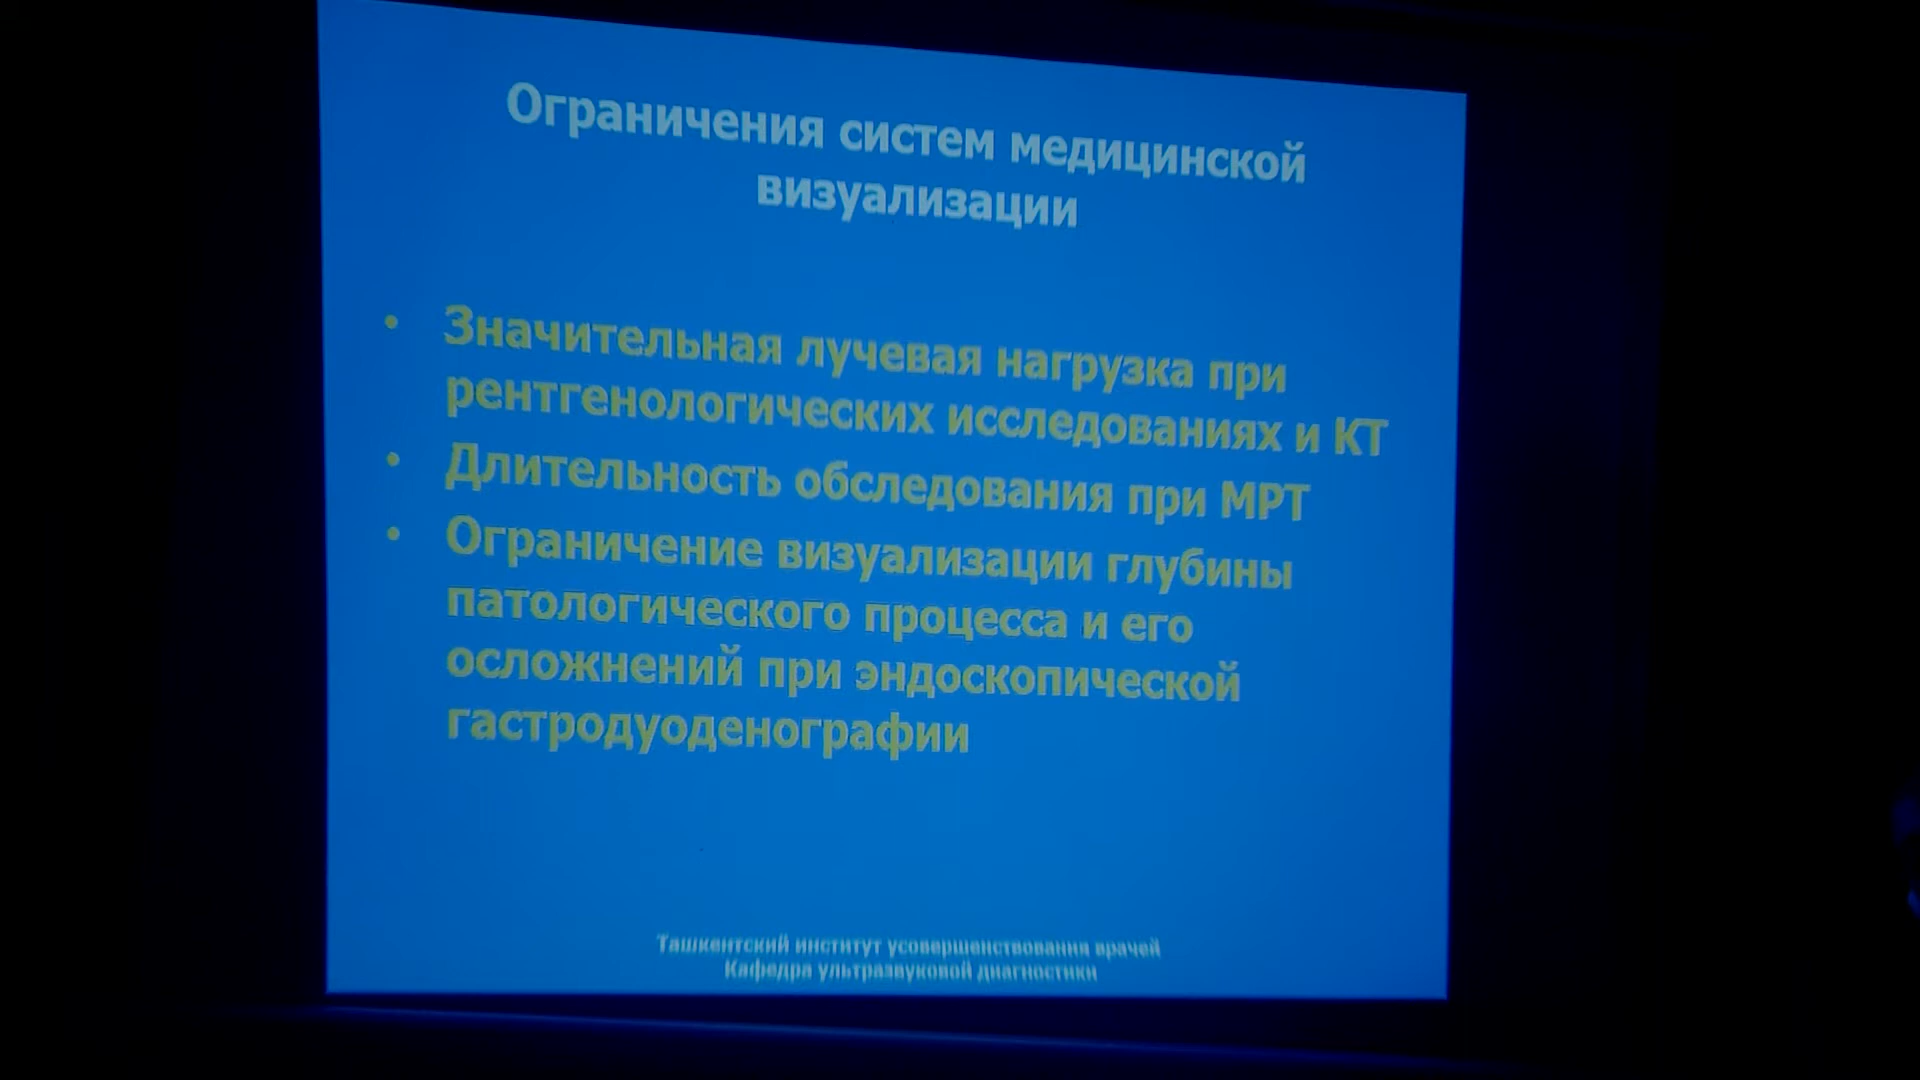 Ограничения систем медицинской
визуализации
• Значительная лучевая нагрузка при
рентгенологических исследованиях и КТ
• Длительность обследования при МРТ
• Ограничение визуализации глубины
патологического процесса и его
осложнений при эндоскопической
гастродуоденографии
Ташкентский институт усовершенствования врачей
Кафедра ультразвуковой диагностики